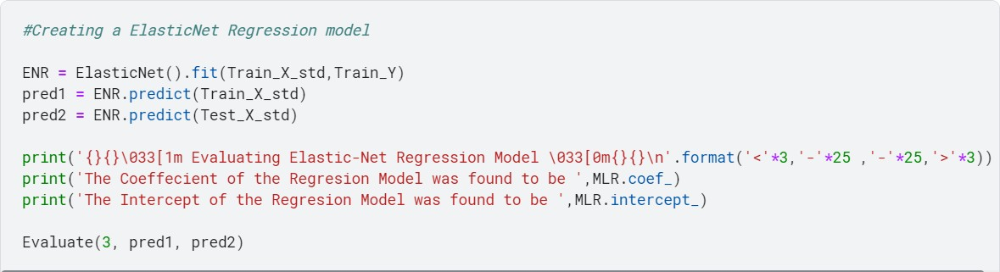 #Creating a ElasticNet Regression model
ENR = ElasticNet().fit(Train_X_std,Train_Y)
pred1 = ENR.predict(Train_X_std)
pred2 = ENR.predict(Test_X_std)
print('{}{}\033[1m Evaluating Elastic-Net Regression Model \033[0m{}{}\n'.format('<'*3,'-'*25 ,'-'*25,'>'*3))
print('The Coeffecient of the Regresion Model was found to be ',MLR.coef_)
print('The Intercept of the Regresion Model was found to be ',MLR.intercept_)
Evaluate(3, pred1, pred2)